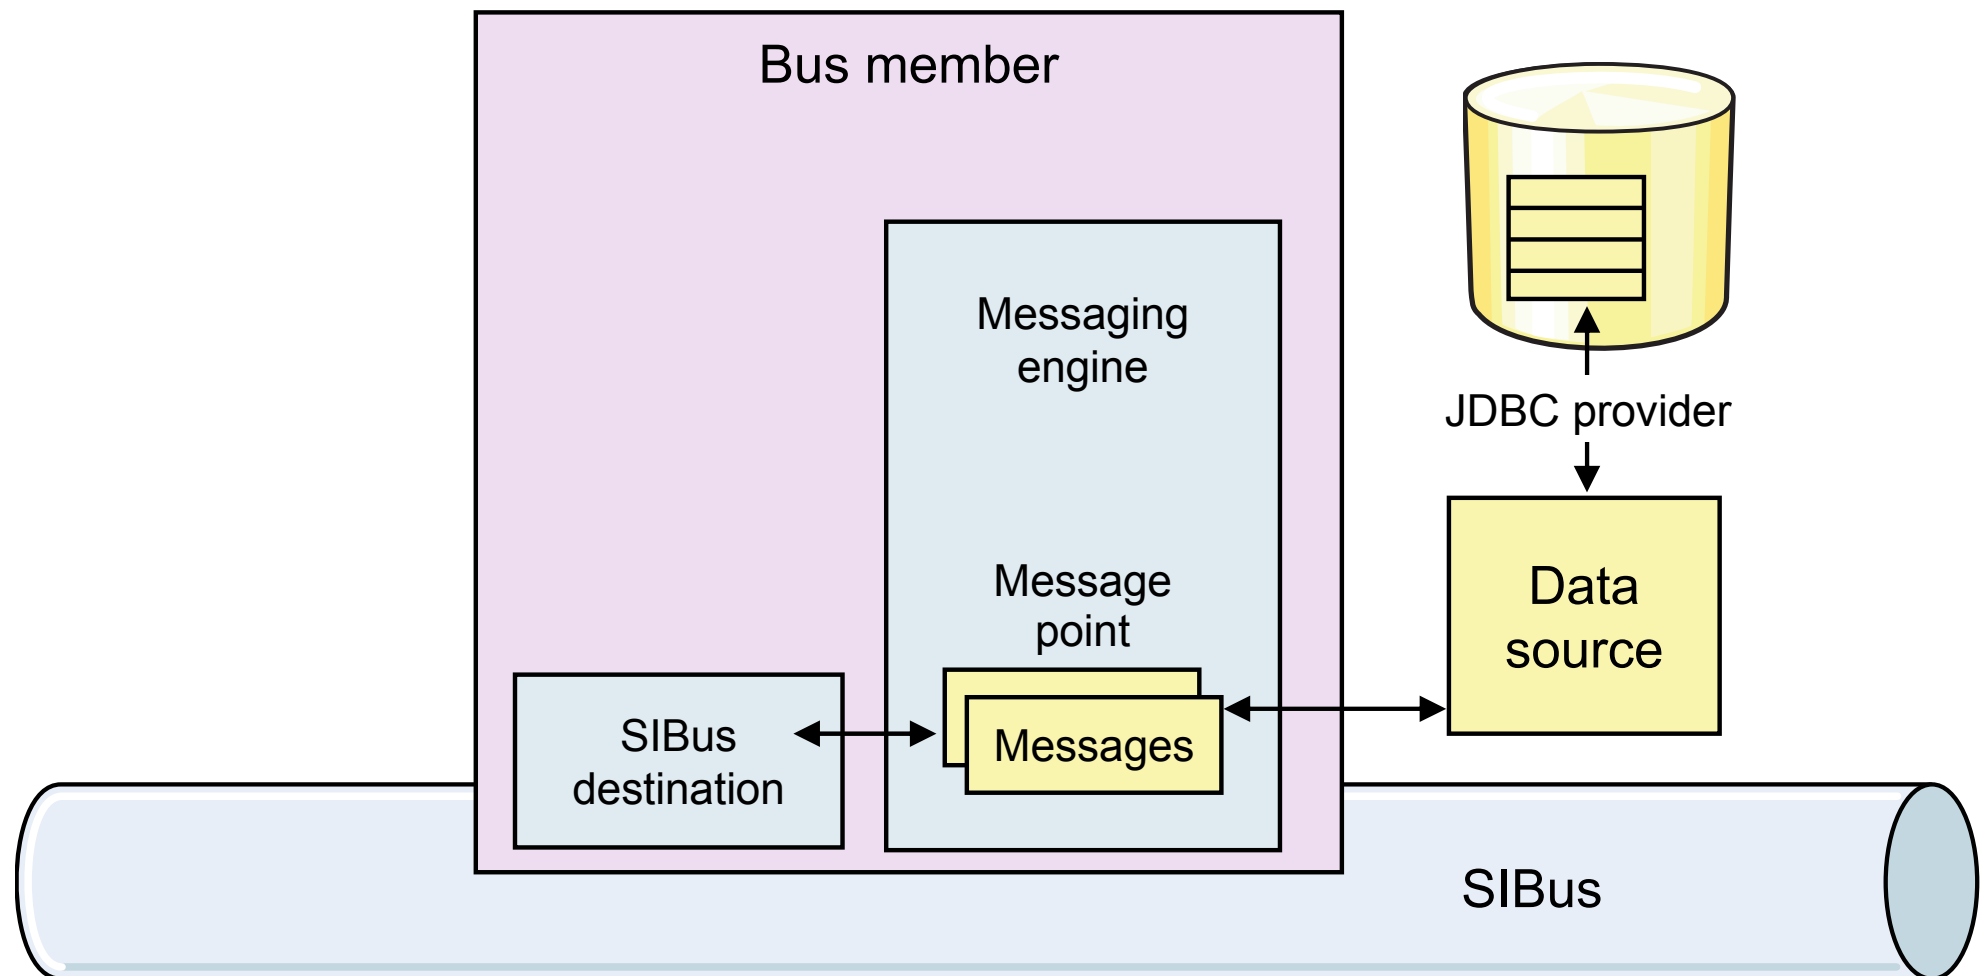 Bus member
Messaging
engine
JDBC provider
Message
point
Data
source
SIBus
destination
Messages
SIBus